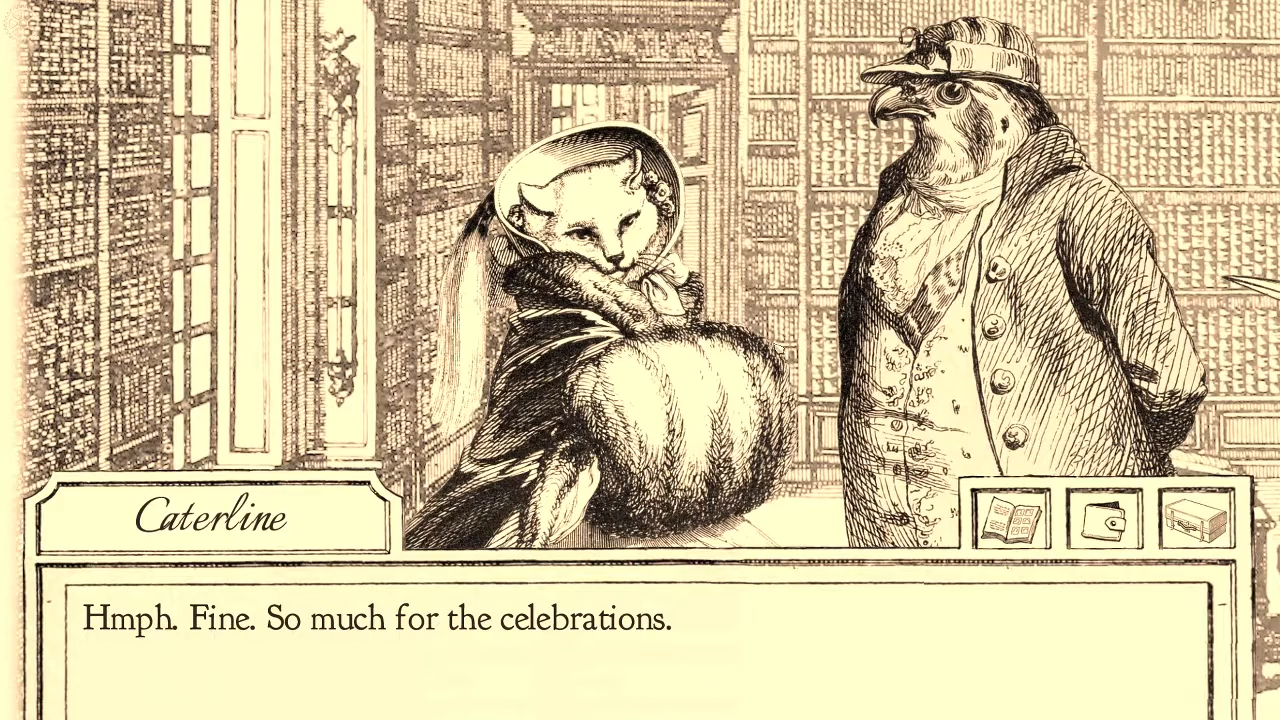 Caterline
Hmph. Fine. So much for the celebrations.